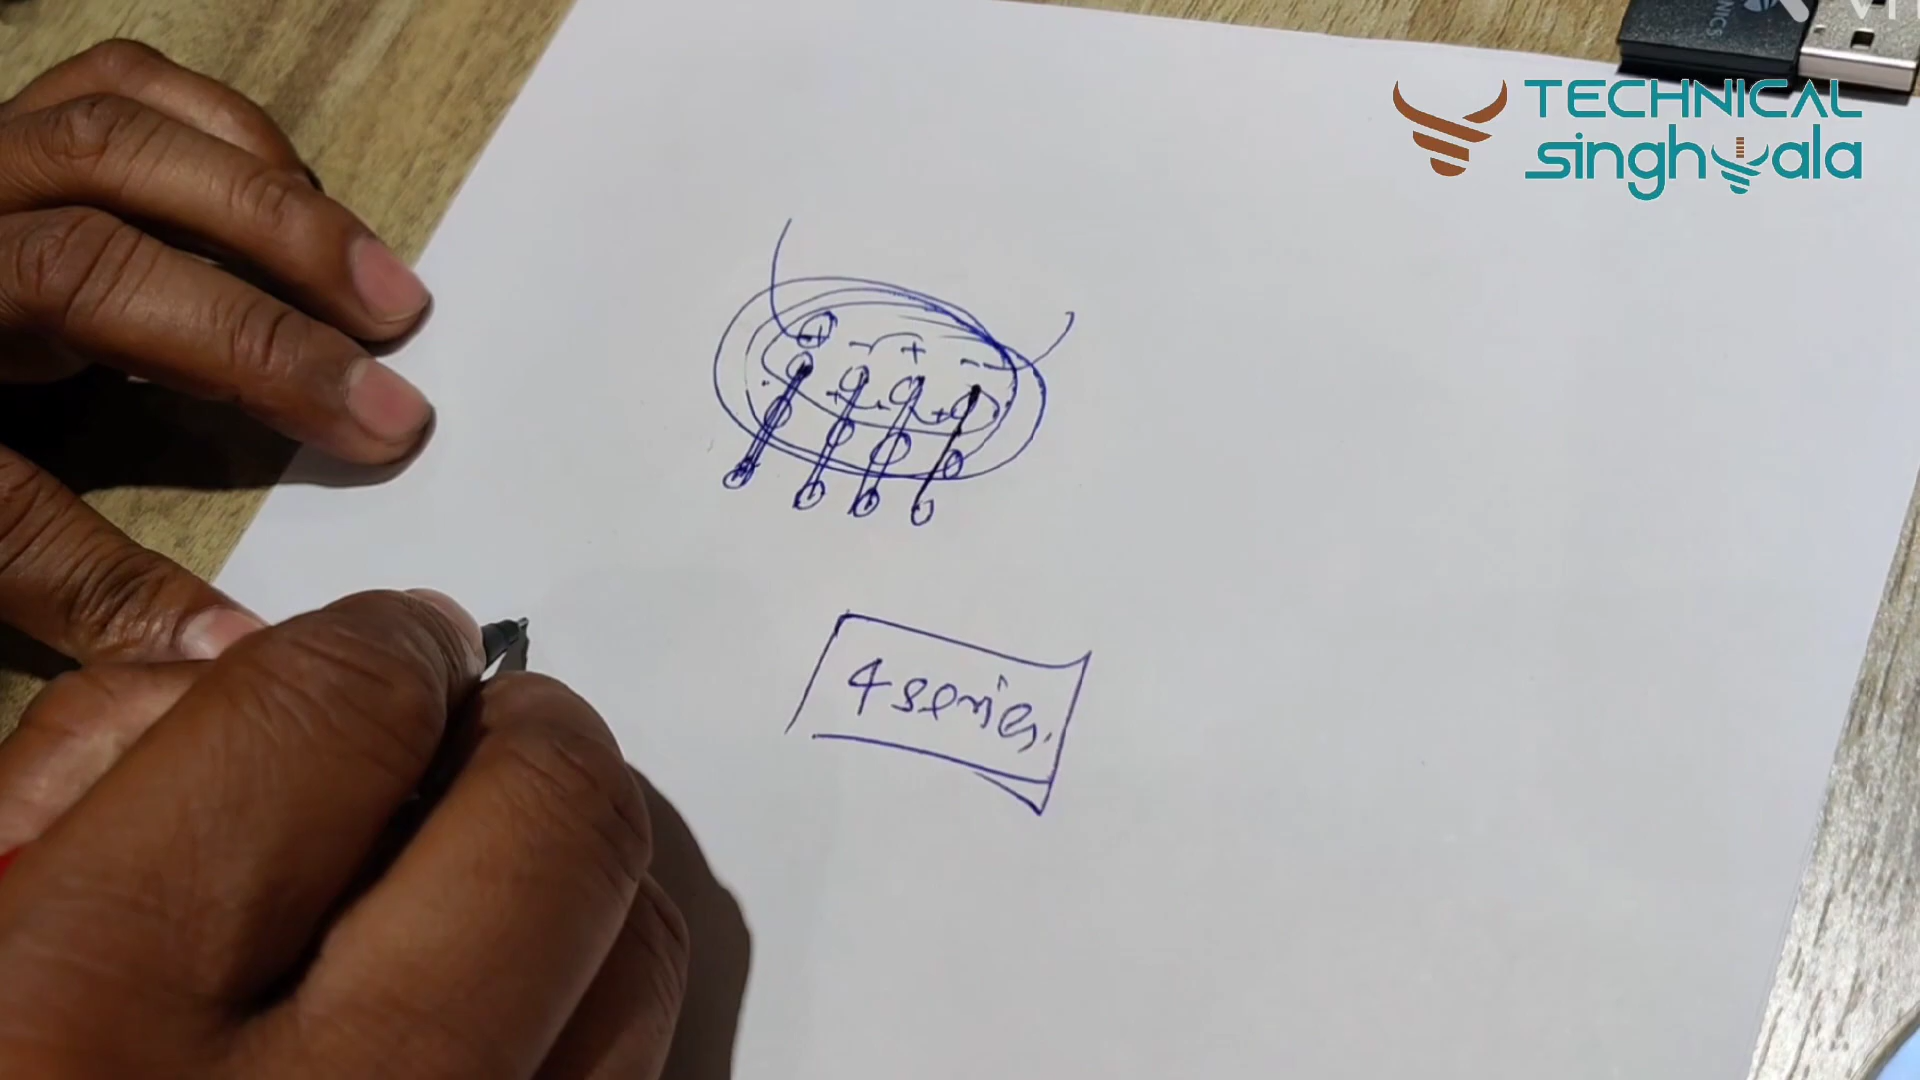 TECHNICAL
singhwala
+ - + -
+ - +
4 series.